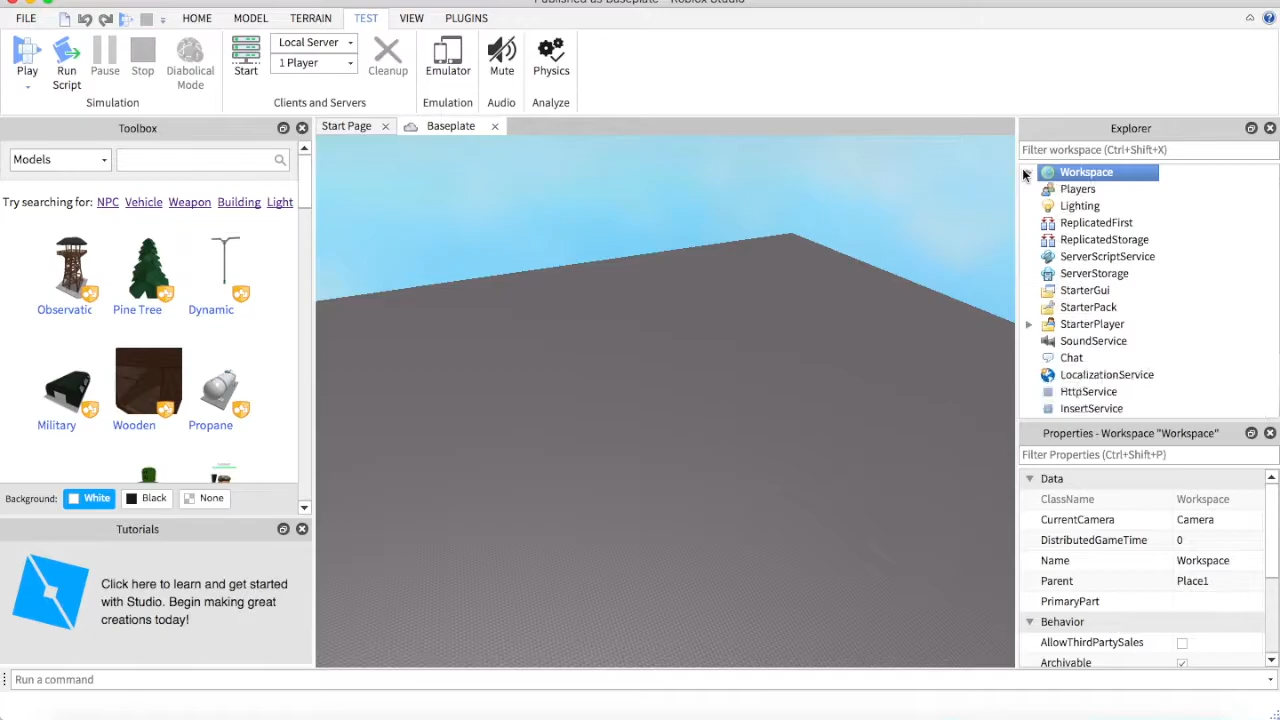 Published as Baseplate - Roblox Studio
FILE HOME MODEL TERRAIN TEST VIEW PLUGINS
Play
Run Script
Pause
Stop
Diabolical Mode
Simulation
Start
Local Server
1 Player
Cleanup
Clients and Servers
Emulator
Emulation
Mute
Audio
Physics
Analyze
Toolbox
Models
Try searching for: NPC Vehicle Weapon Building Light
Observatic Pine Tree Dynamic
Military Wooden Propane
Background: White Black None
Tutorials
Click here to learn and get started
with Studio. Begin making great
creations today!
Start Page
Baseplate
Explorer
Filter workspace (Ctrl+Shift+X)
Workspace
Players
Lighting
ReplicatedFirst
ReplicatedStorage
ServerScriptService
ServerStorage
StarterGui
StarterPack
StarterPlayer
SoundService
Chat
LocalizationService
HttpService
InsertService
Properties - Workspace "Workspace"
Filter Properties (Ctrl+Shift+P)
Data
ClassName Workspace
CurrentCamera Camera
DistributedGameTime 0
Name Workspace
Parent Place1
PrimaryPart
Behavior
AllowThirdPartySales
Archivable
Run a command